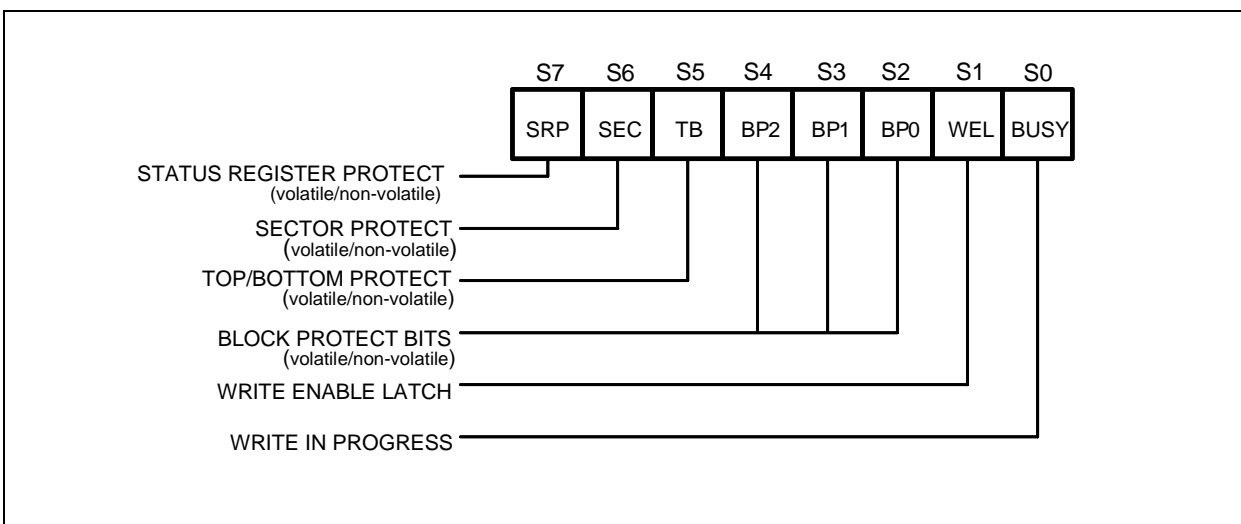 S7 S6 S5 S4 S3 S2 S1 S0
SRP SEC TB BP2 BP1 BP0 WEL BUSY
STATUS REGISTER PROTECT
(volatile/non-volatile)
SECTOR PROTECT
(volatile/non-volatile)
TOP/BOTTOM PROTECT
(volatile/non-volatile)
BLOCK PROTECT BITS
(volatile/non-volatile)
WRITE ENABLE LATCH
WRITE IN PROGRESS